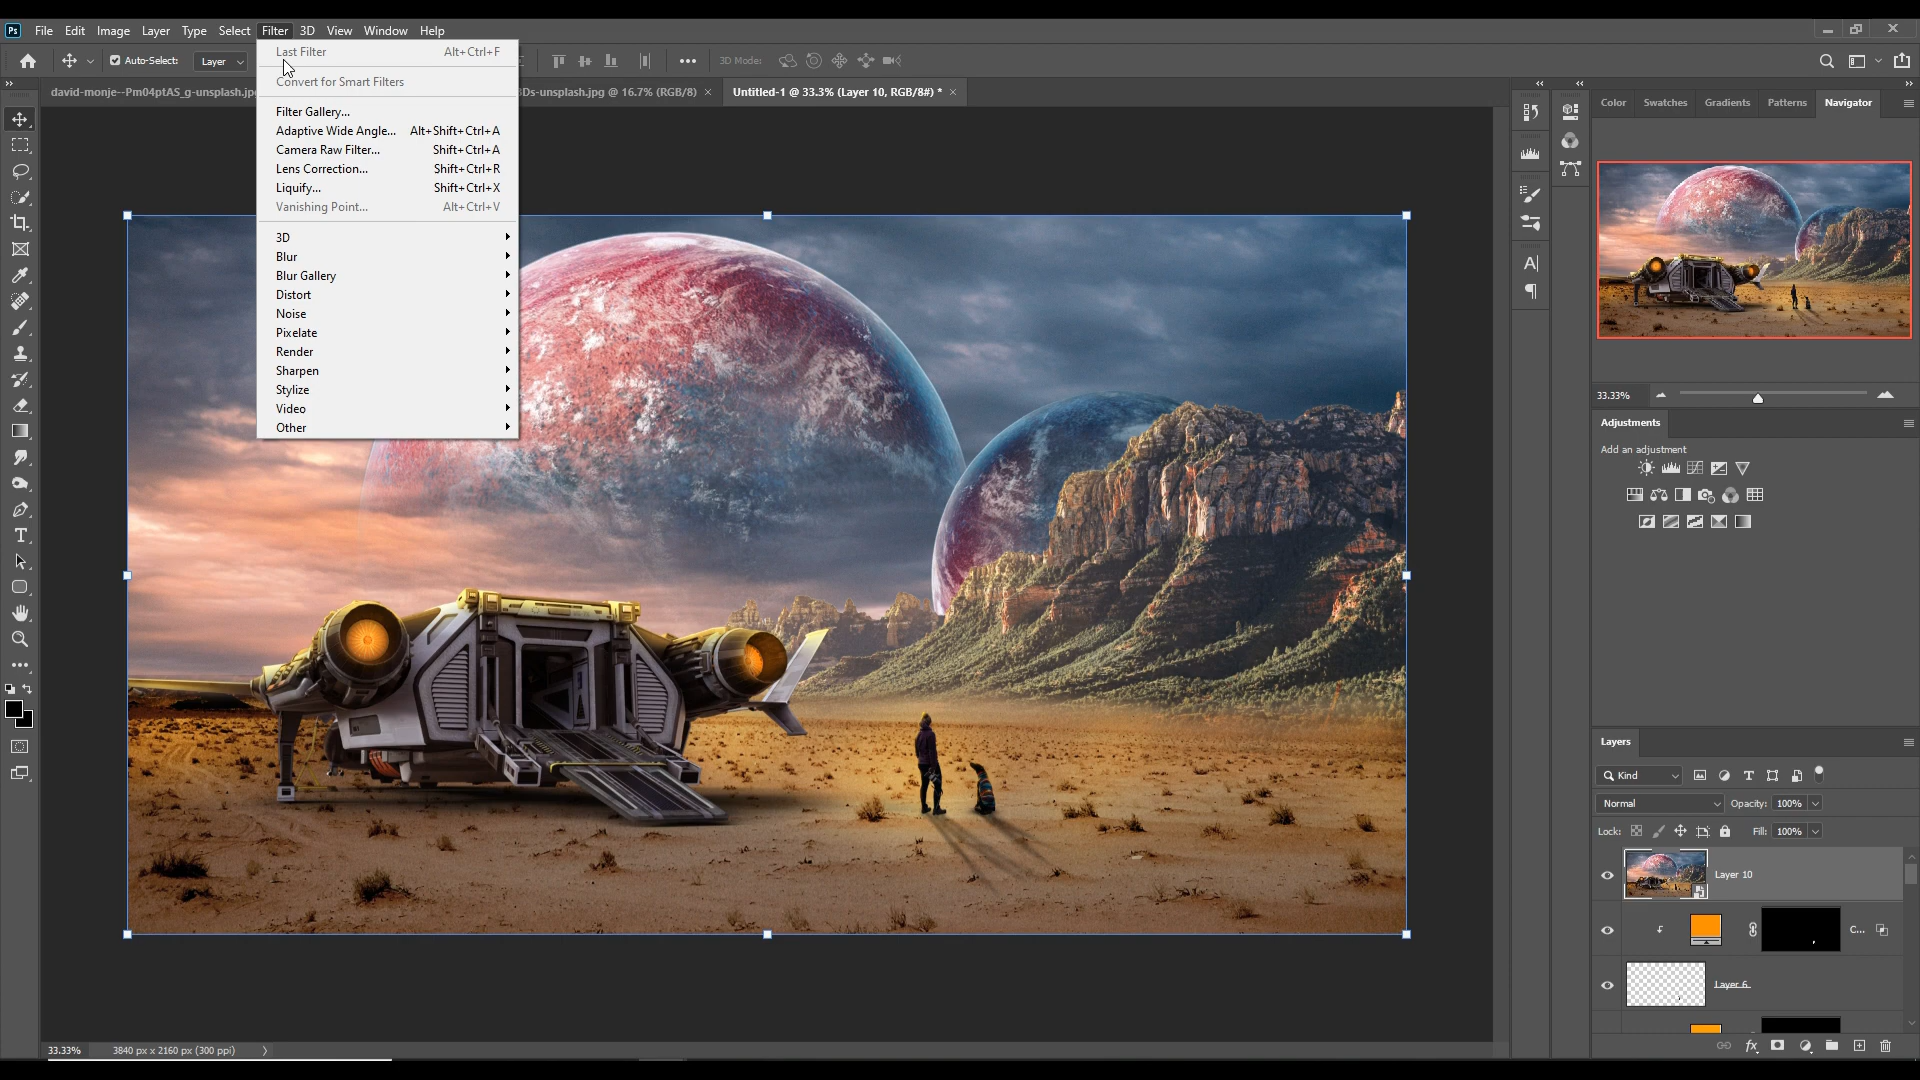 Ps File Edit Image Layer Type Select Filter 3D View Window Help
Auto-Select: Layer 3D Mode:
david-monje--Pm04ptAS_g-unsplash.jpg 3Ds-unsplash.jpg @ 16.7% (RGB/8) × Untitled-1 @ 33.3% (Layer 10, RGB/8#) * ×
Last Filter Alt+Ctrl+F
Convert for Smart Filters
Filter Gallery...
Adaptive Wide Angle... Alt+Shift+Ctrl+A
Camera Raw Filter... Shift+Ctrl+A
Lens Correction... Shift+Ctrl+R
Liquify... Shift+Ctrl+X
Vanishing Point... Alt+Ctrl+V
3D
Blur
Blur Gallery
Distort
Noise
Pixelate
Render
Sharpen
Stylize
Video
Other
Color Swatches Gradients Patterns Navigator
33.33%
Adjustments
Add an adjustment
Layers
Kind
Normal Opacity: 100%
Lock: Fill: 100%
Layer 10
C...
Layer 6
33.33% 3840 px x 2160 px (300 ppi)